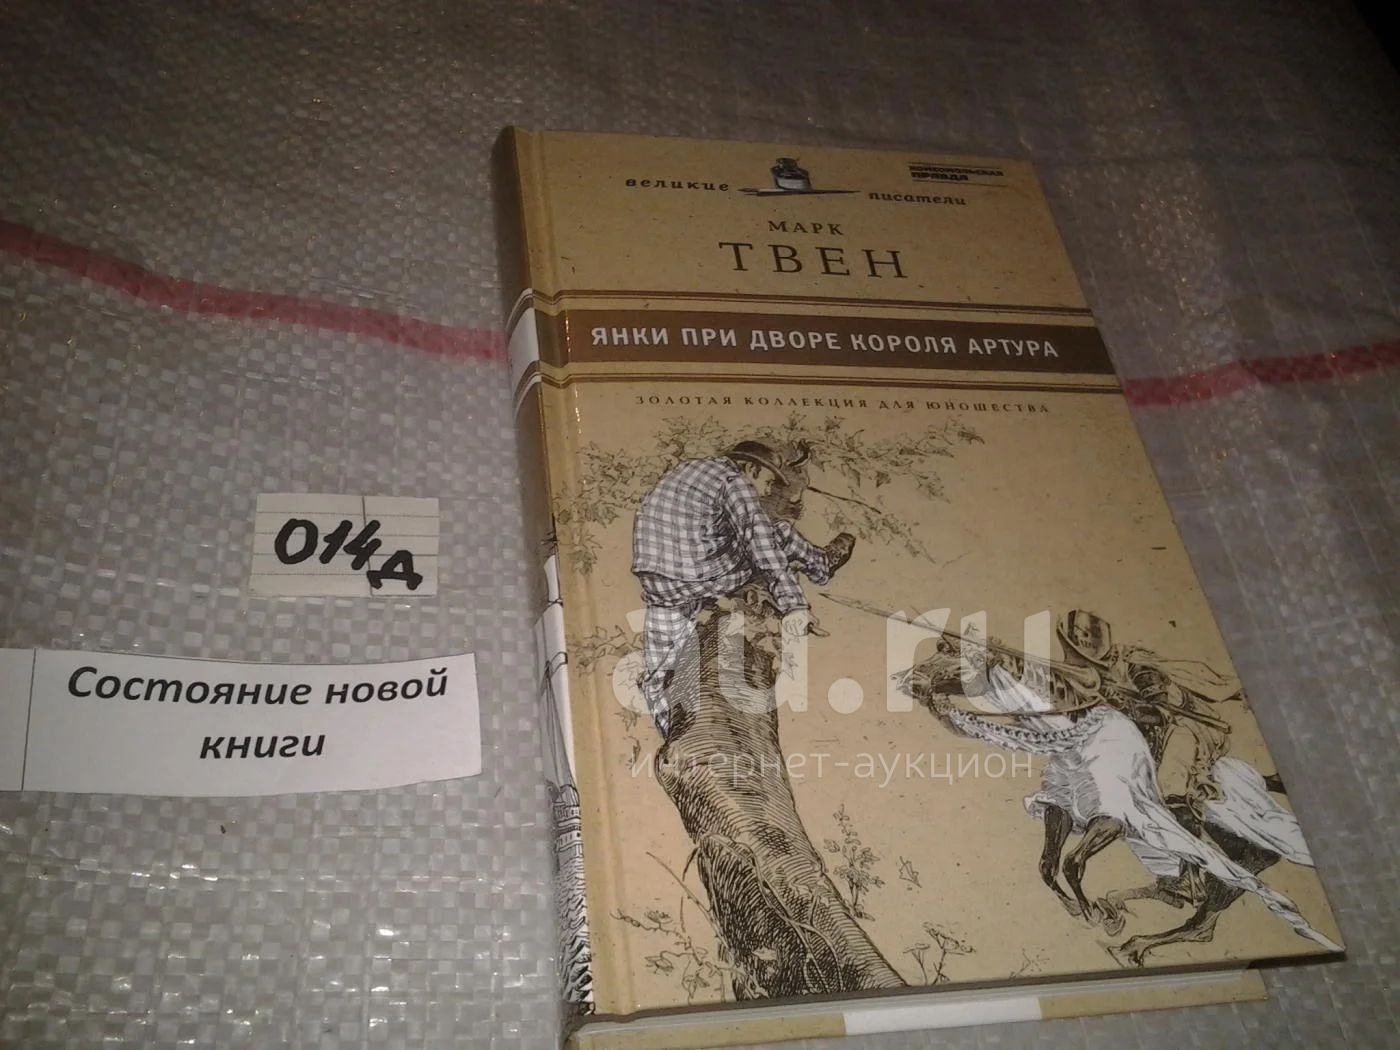 великие писатели
КОМСОМОЛЬСКАЯ
ПРАВДА
МАРК
ТВЕН
ЯНКИ ПРИ ДВОРЕ КОРОЛЯ АРТУРА
ЗОЛОТАЯ КОЛЛЕКЦИЯ ДЛЯ ЮНОШЕСТВА
014д
Состояние новой
книги
au.ru
интернет-аукцион